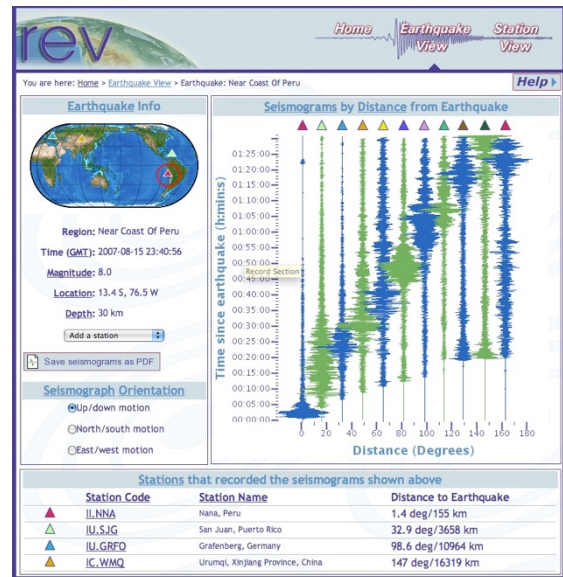 rev
Home Earthquake View Station View
You are here: Home > Earthquake View > Earthquake: Near Coast Of Peru
Help
Earthquake Info
Region: Near Coast Of Peru
Time (GMT): 2007-08-15 23:40:56
Magnitude: 8.0
Location: 13.4 S, 76.5 W
Depth: 30 km
Add a station
Save seismograms as PDF
Seismograph Orientation
Up/down motion
North/south motion
East/west motion
Seismograms by Distance from Earthquake
Time since earthquake (h:min:s)
01:25:00
01:20:00
01:15:00
01:10:00
01:05:00
01:00:00
00:55:00
00:50:00
Record Section
00:45:00
00:40:00
00:35:00
00:30:00
00:25:00
00:20:00
00:15:00
00:10:00
00:05:00
00:00:00
0 20 40 60 80 100 120 140 160 180
Distance (Degrees)
Stations that recorded the seismograms shown above
Station Code Station Name Distance to Earthquake
II.NNA Nana, Peru 1.4 deg/155 km
IU.SJG San Juan, Puerto Rico 32.9 deg/3658 km
IU.GRFO Grafenberg, Germany 98.6 deg/10964 km
IC.WMQ Urumqi, Xinjiang Province, China 147 deg/16319 km